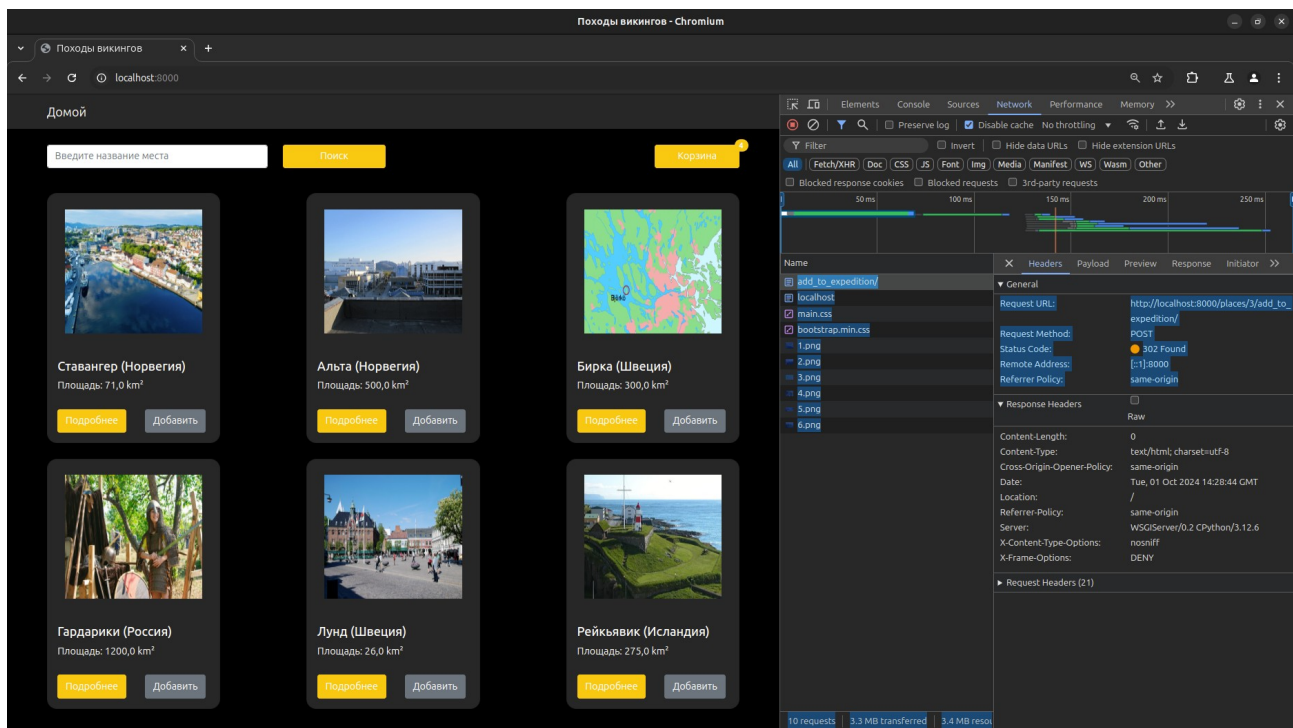 Походы викингов - Chromium
Походы викингов
localhost:8000
Домой
Введите название места
Поиск
Корзина
4
Ставангер (Норвегия)
Площадь: 71,0 km²
Подробнее Добавить
Альта (Норвегия)
Площадь: 500,0 km²
Подробнее Добавить
Бирка (Швеция)
Площадь: 300,0 km²
Подробнее Добавить
Гардарики (Россия)
Площадь: 1200,0 km²
Подробнее Добавить
Лунд (Швеция)
Площадь: 26,0 km²
Подробнее Добавить
Рейкьявик (Исландия)
Площадь: 275,0 km²
Подробнее Добавить
Elements Console Sources Network Performance Memory
Preserve log Disable cache No throttling
Filter Invert Hide data URLs Hide extension URLs
All Fetch/XHR Doc CSS JS Font Img Media Manifest WS Wasm Other
Blocked response cookies Blocked requests 3rd-party requests
50 ms 100 ms 150 ms 200 ms 250 ms
Name
add_to_expedition/
localhost
main.css
bootstrap.min.css
1.png
2.png
3.png
4.png
5.png
6.png
Headers Payload Preview Response Initiator
General
Request URL: http://localhost:8000/places/3/add_to_
expedition/
Request Method: POST
Status Code: 302 Found
Remote Address: [::1]:8000
Referrer Policy: same-origin
Response Headers
Raw
Content-Length: 0
Content-Type: text/html; charset=utf-8
Cross-Origin-Opener-Policy: same-origin
Date: Tue, 01 Oct 2024 14:28:44 GMT
Location: /
Referrer-Policy: same-origin
Server: WSGIServer/0.2 CPython/3.12.6
X-Content-Type-Options: nosniff
X-Frame-Options: DENY
Request Headers (21)
10 requests 3.3 MB transferred 3.4 MB resou